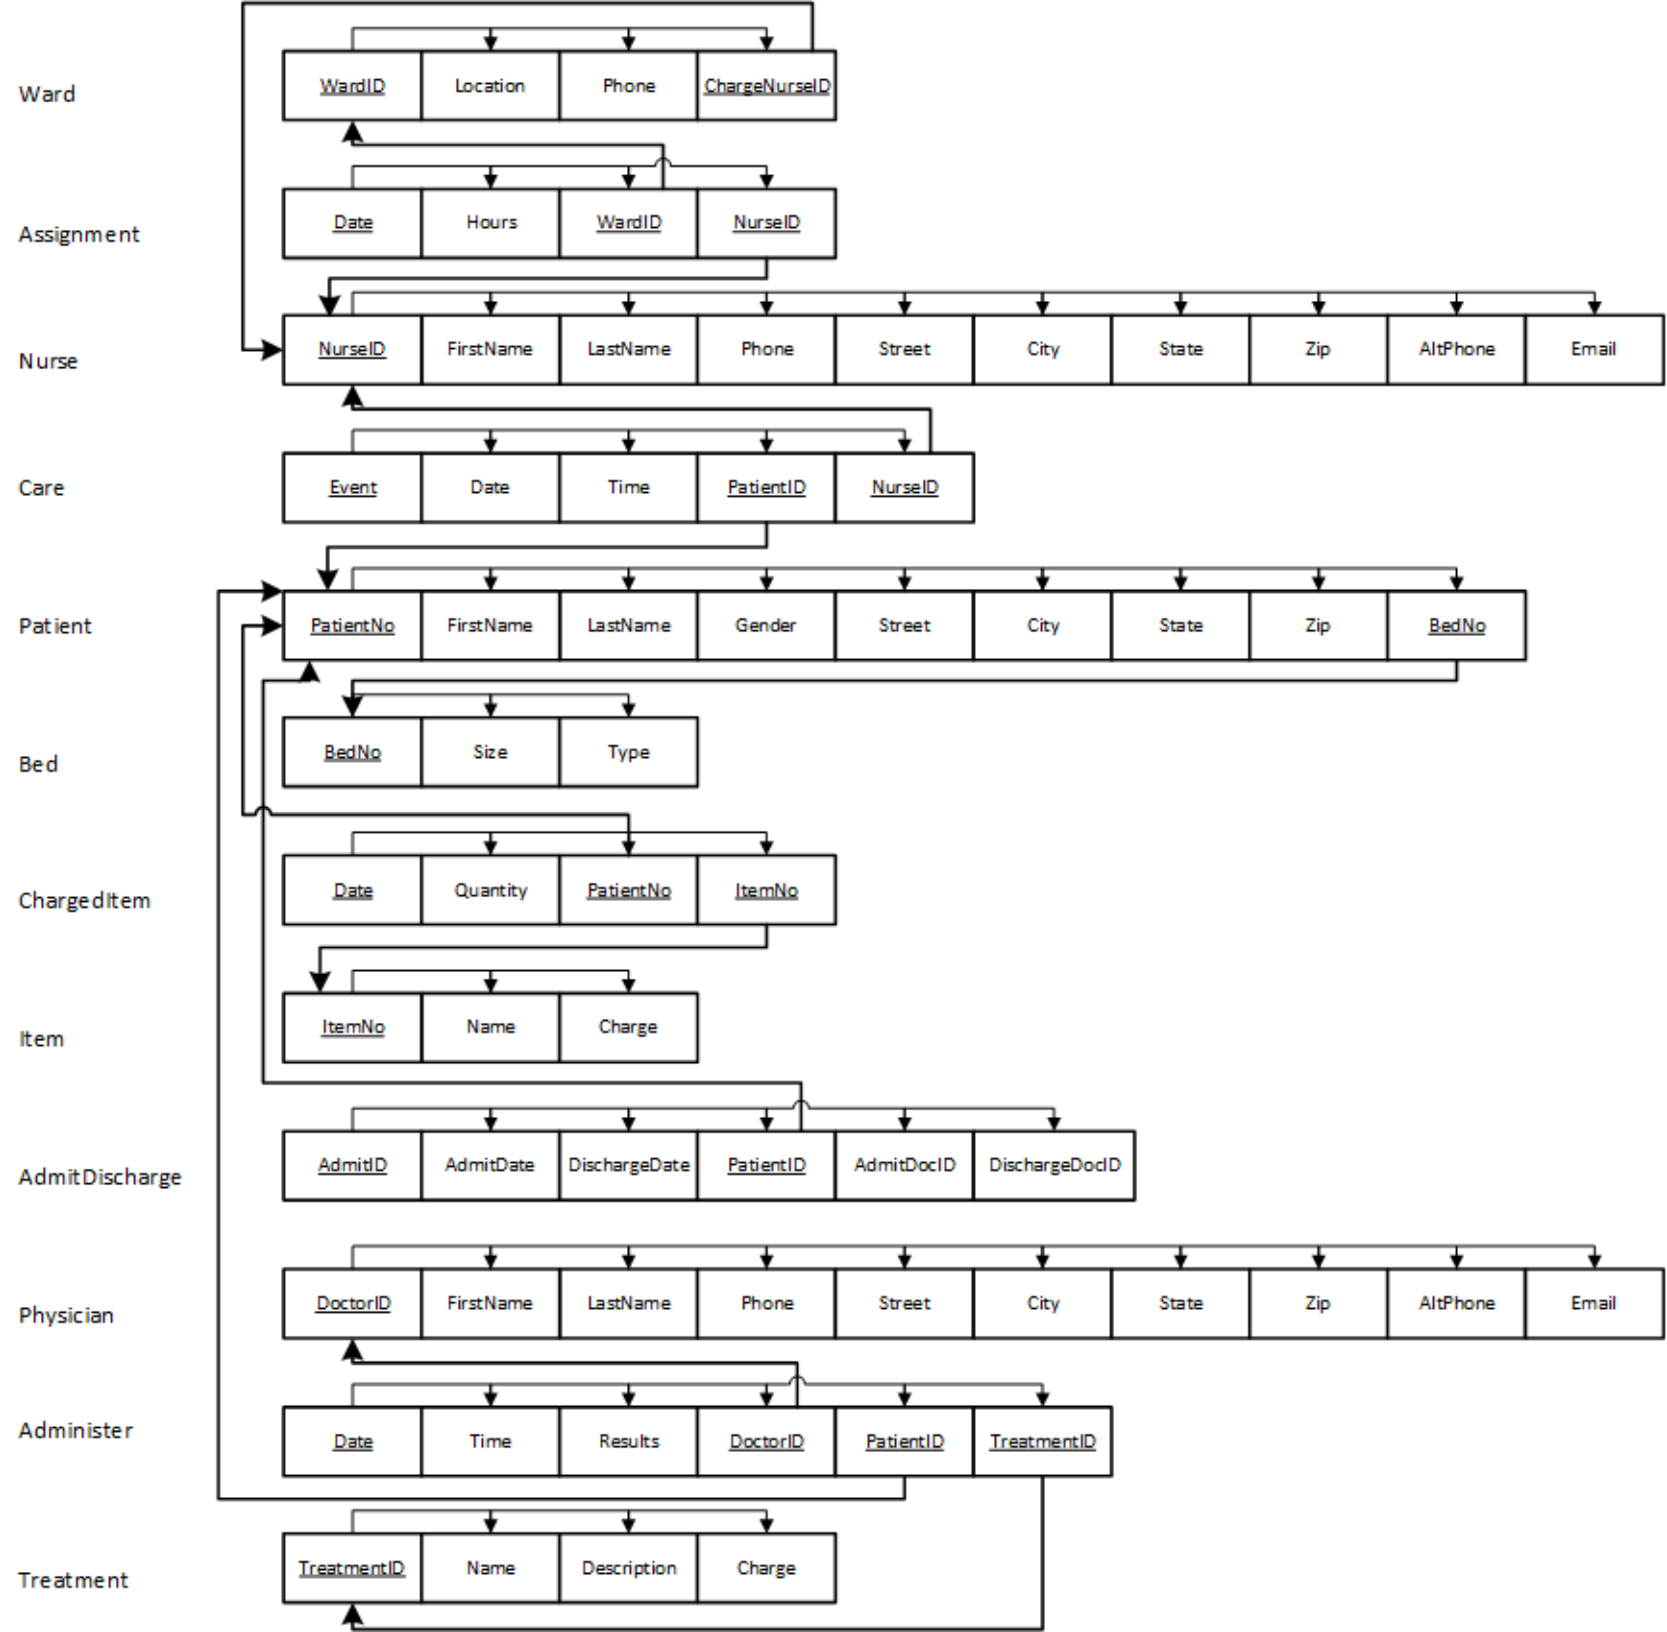 Ward
WardID Location Phone ChargeNurseID
Assignment
Date Hours WardID NurseID
Nurse
NurseID FirstName LastName Phone Street City State Zip AltPhone Email
Care
Event Date Time PatientID NurseID
Patient
PatientNo FirstName LastName Gender Street City State Zip BedNo
Bed
BedNo Size Type
ChargedItem
Date Quantity PatientNo ItemNo
Item
ItemNo Name Charge
AdmitDischarge
AdmitID AdmitDate DischargeDate PatientID AdmitDocID DischargeDocID
Physician
DoctorID FirstName LastName Phone Street City State Zip AltPhone Email
Administer
Date Time Results DoctorID PatientID TreatmentID
Treatment
TreatmentID Name Description Charge